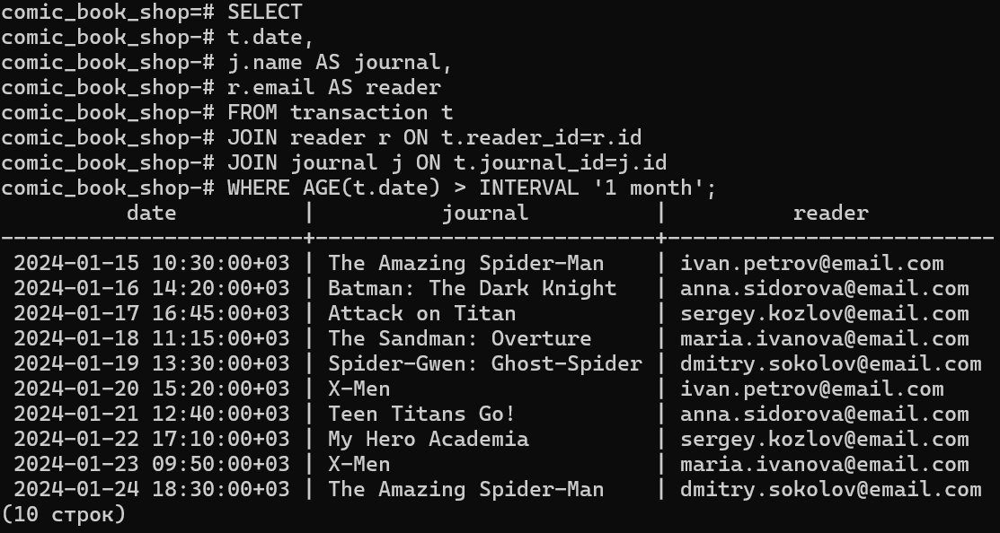 comic_book_shop=# SELECT
comic_book_shop-# t.date,
comic_book_shop-# j.name AS journal,
comic_book_shop-# r.email AS reader
comic_book_shop-# FROM transaction t
comic_book_shop-# JOIN reader r ON t.reader_id=r.id
comic_book_shop-# JOIN journal j ON t.journal_id=j.id
comic_book_shop-# WHERE AGE(t.date) > INTERVAL '1 month';
          date          |          journal          |          reader
------------------------+---------------------------+--------------------------
 2024-01-15 10:30:00+03 | The Amazing Spider-Man    | ivan.petrov@email.com
 2024-01-16 14:20:00+03 | Batman: The Dark Knight   | anna.sidorova@email.com
 2024-01-17 16:45:00+03 | Attack on Titan           | sergey.kozlov@email.com
 2024-01-18 11:15:00+03 | The Sandman: Overture     | maria.ivanova@email.com
 2024-01-19 13:30:00+03 | Spider-Gwen: Ghost-Spider | dmitry.sokolov@email.com
 2024-01-20 15:20:00+03 | X-Men                     | ivan.petrov@email.com
 2024-01-21 12:40:00+03 | Teen Titans Go!           | anna.sidorova@email.com
 2024-01-22 17:10:00+03 | My Hero Academia          | sergey.kozlov@email.com
 2024-01-23 09:50:00+03 | X-Men                     | maria.ivanova@email.com
 2024-01-24 18:30:00+03 | The Amazing Spider-Man    | dmitry.sokolov@email.com
(10 строк)